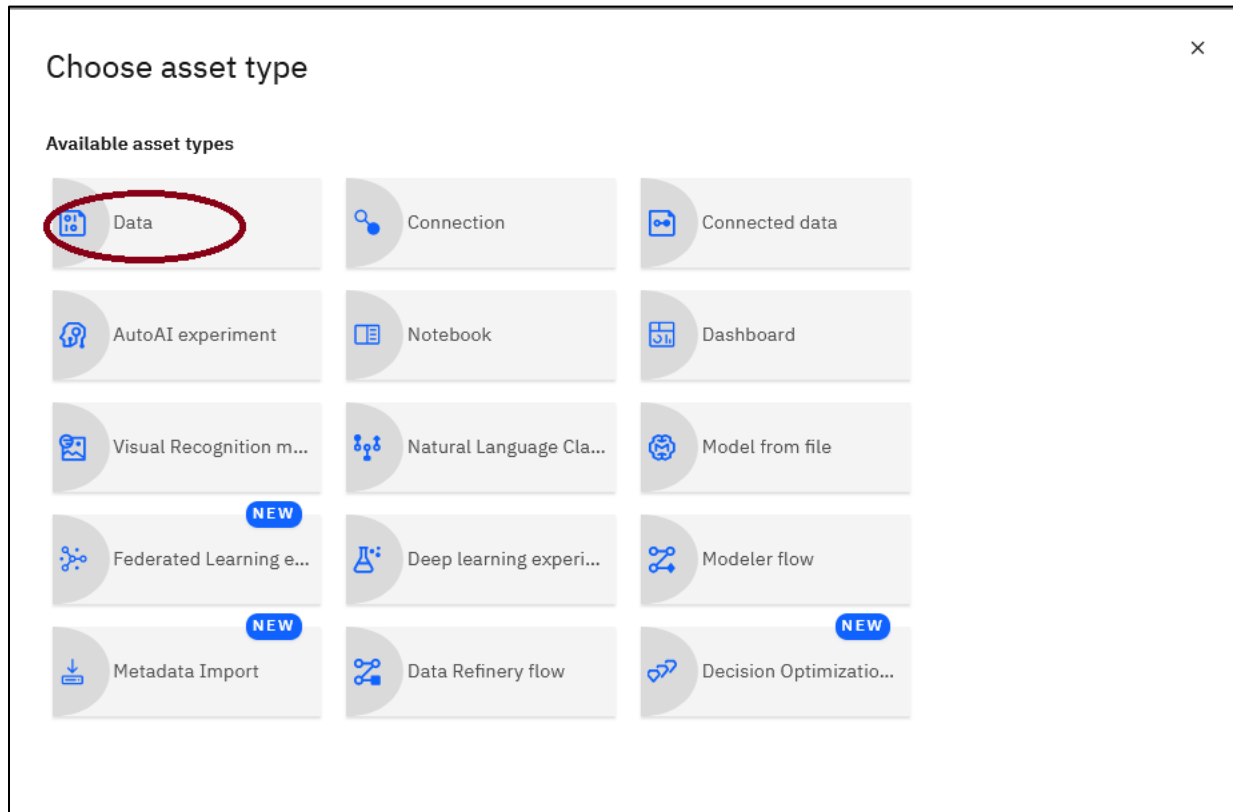 Choose asset type
Available asset types
Data
Connection
Connected data
AutoAI experiment
Notebook
Dashboard
Visual Recognition m...
Natural Language Cla...
Model from file
NEW
Federated Learning e...
Deep learning experi...
Modeler flow
NEW
NEW
Metadata Import
Data Refinery flow
Decision Optimizatio...